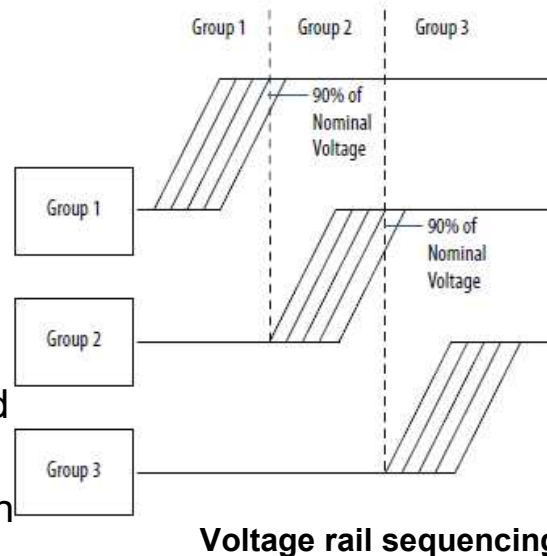 Group 1
Group 2
Group 3
90% of
Nominal
Voltage
Group 1
90% of
Nominal
Voltage
Group 2
Group 3
Voltage rail sequencing